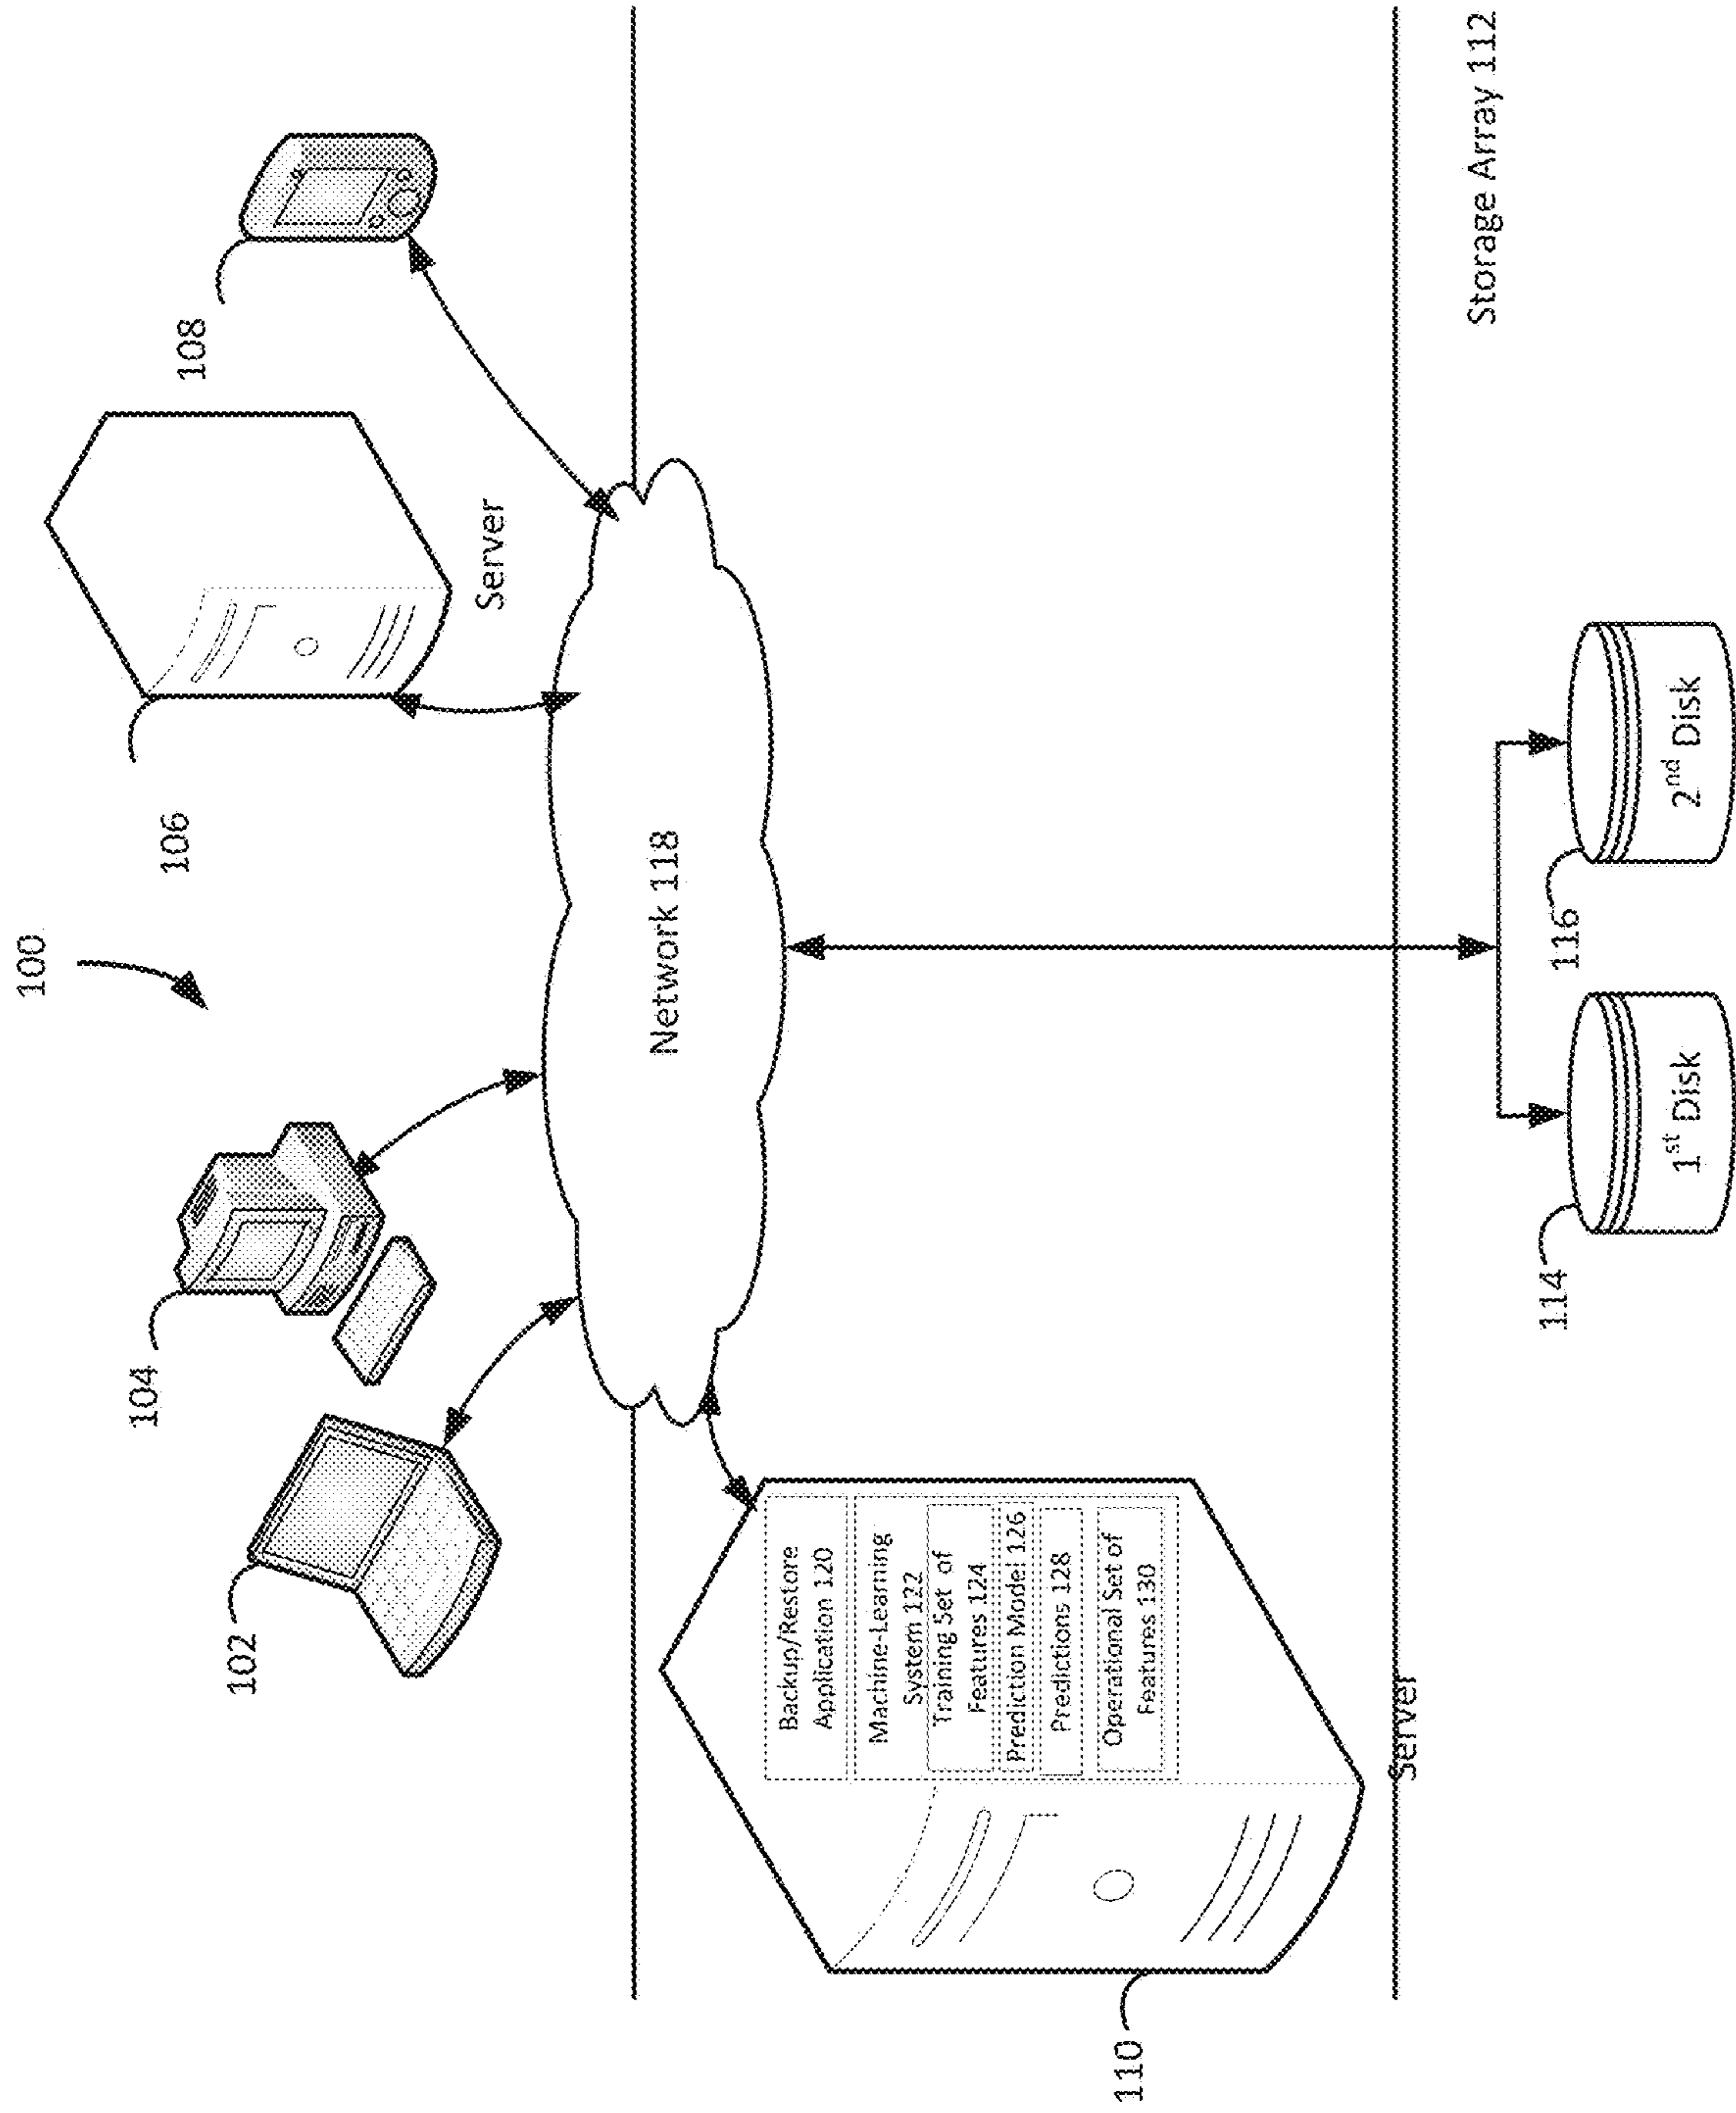 100
102
104
106
108
Server
Network 118
110
Backup/Restore
Application 120
Machine-Learning
System 122
Training Set of
Features 124
Prediction Model 126
Predictions 128
Operational Set of
Features 130
Server
Storage Array 112
114
1st Disk
116
2nd Disk